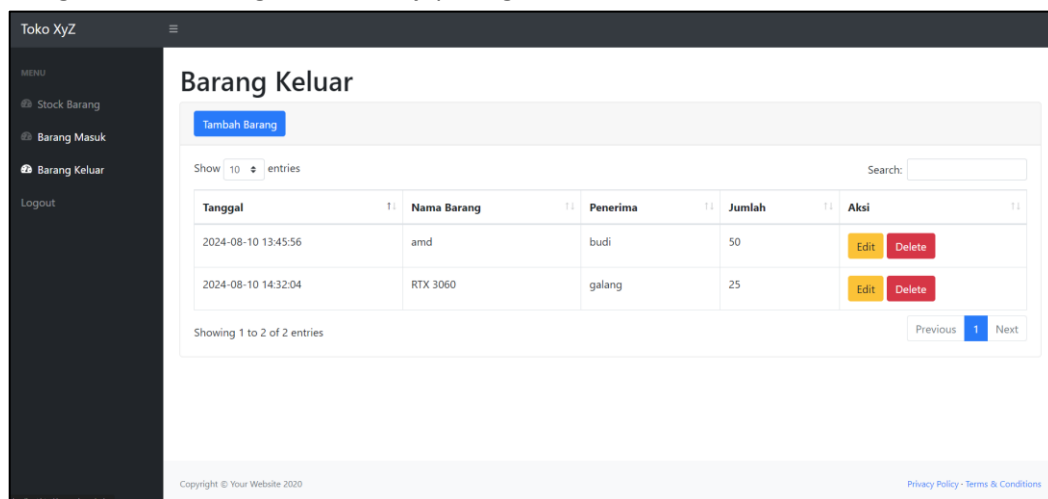 Toko XyZ
MENU
Stock Barang
Barang Masuk
Barang Keluar
Logout
Barang Keluar
Tambah Barang
Show 10 entries
Search:
Tanggal Nama Barang Penerima Jumlah Aksi
2024-08-10 13:45:56 amd budi 50 Edit Delete
2024-08-10 14:32:04 RTX 3060 galang 25 Edit Delete
Showing 1 to 2 of 2 entries
Previous 1 Next
Copyright © Your Website 2020
Privacy Policy · Terms & Conditions